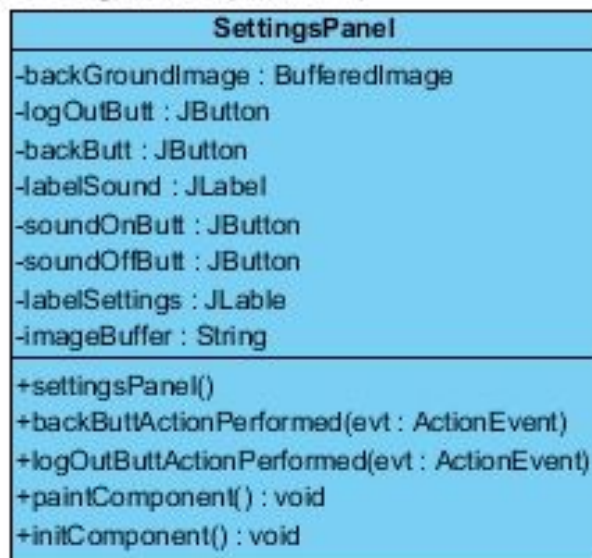 SettingsPanel
-backGroundImage : BufferedImage
-logOutButt : JButton
-backButt : JButton
-labelSound : JLabel
-soundOnButt : JButton
-soundOffButt : JButton
-labelSettings : JLable
-imageBuffer : String
+settingsPanel()
+backButtActionPerformed(evt : ActionEvent)
+logOutButtActionPerformed(evt : ActionEvent)
+paintComponent() : void
+initComponent() : void